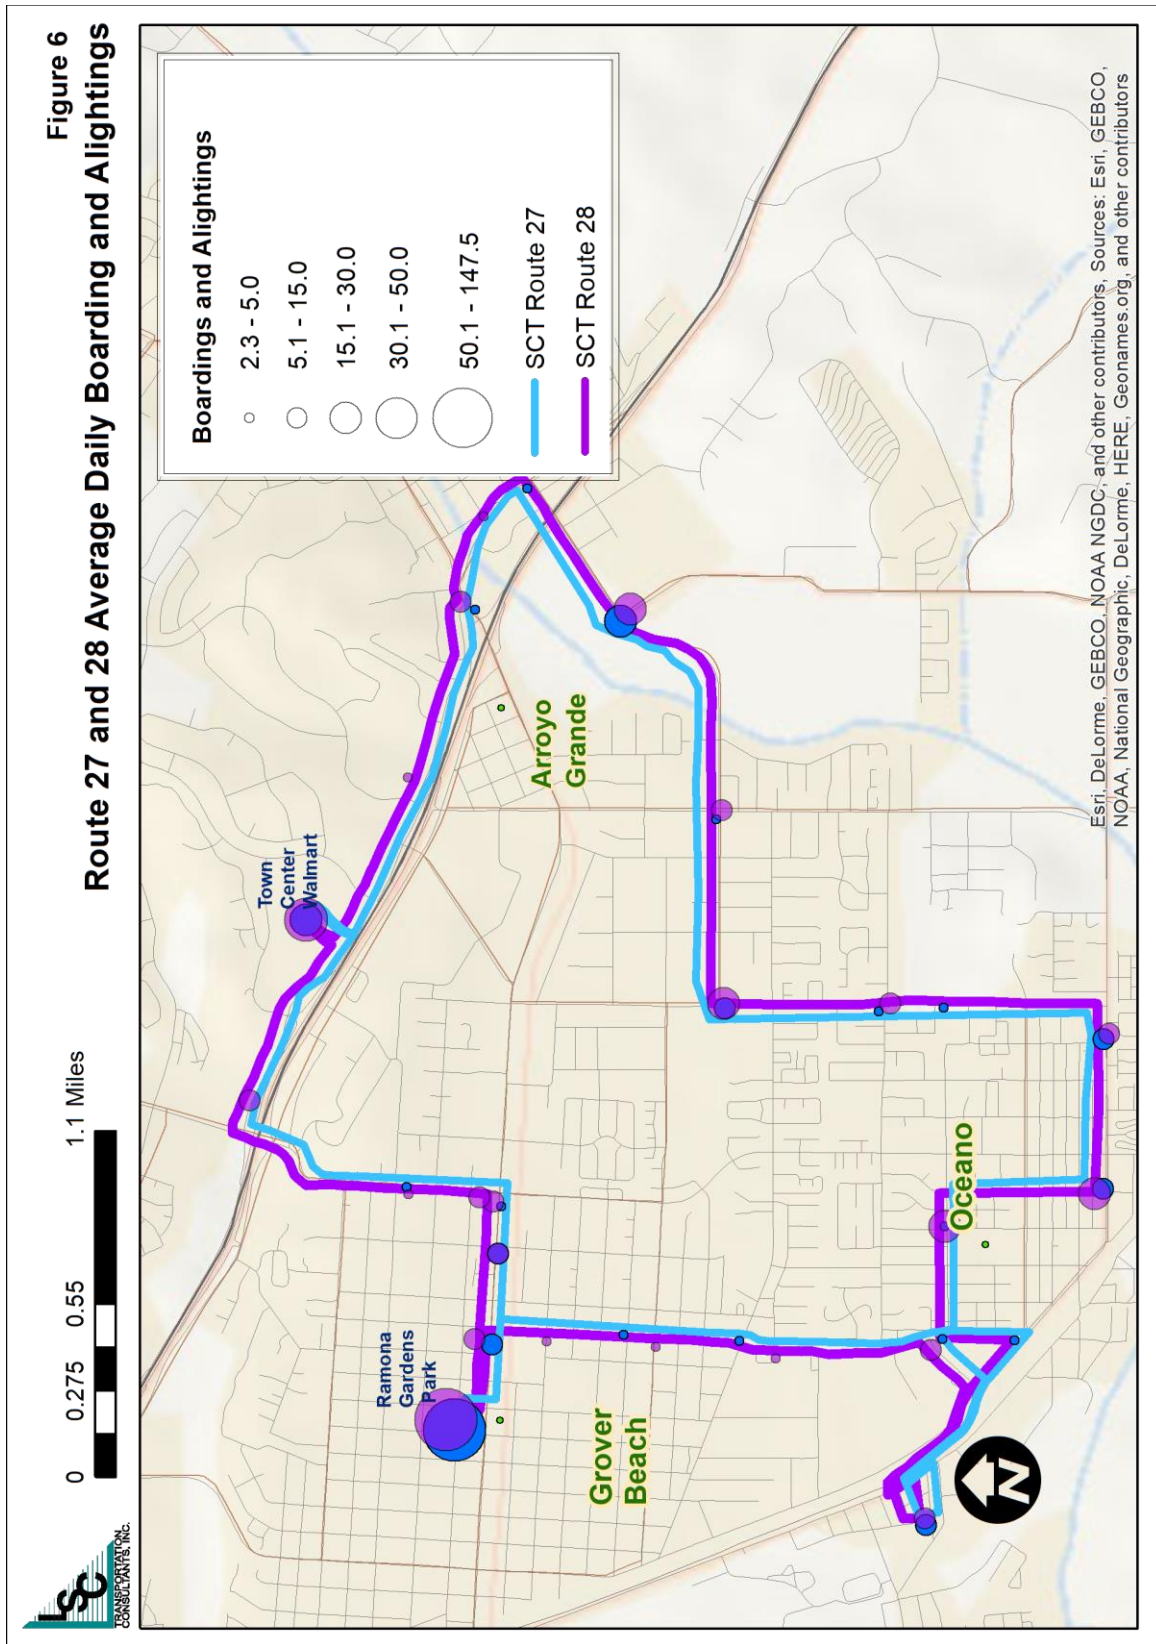 Figure 6
Route 27 and 28 Average Daily Boarding and Alightings
LSC
TRANSPORTATION
CONSULTANTS, INC.
0 0.275 0.55 1.1 Miles
Boardings and Alightings
2.3 - 5.0
5.1 - 15.0
15.1 - 30.0
30.1 - 50.0
50.1 - 147.5
SCT Route 27
SCT Route 28
Town
Center
Walmart
Ramona
Gardens
Park
Arroyo
Grande
Grover
Beach
Oceano
N
Esri, DeLorme, GEBCO, NOAA NGDC, and other contributors, Sources: Esri, GEBCO,
NOAA, National Geographic, DeLorme, HERE, Geonames.org, and other contributors